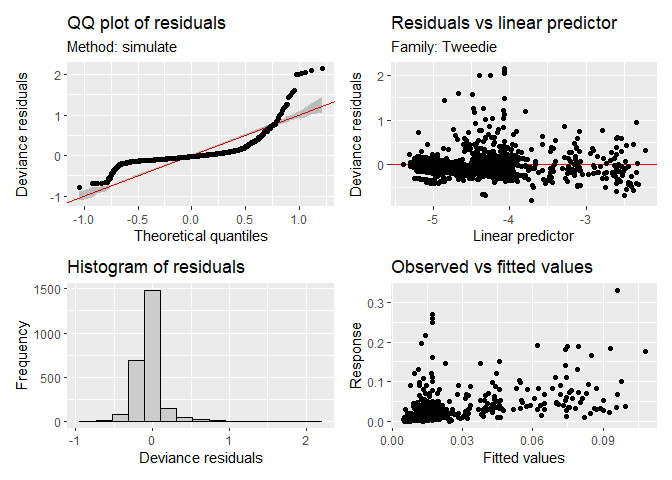 QQ plot of residuals
Method: simulate
Deviance residuals
2
1
0
-1
-1.0
-0.5
0.0
0.5
1.0
Theoretical quantiles
Residuals vs linear predictor
Family: Tweedie
Deviance residuals
2
1
0
-5
-4
-3
Linear predictor
Histogram of residuals
Frequency
1500
1000
500
0
-1
0
1
2
Deviance residuals
Observed vs fitted values
Response
0.3
0.2
0.1
0.0
0.00
0.03
0.06
0.09
Fitted values